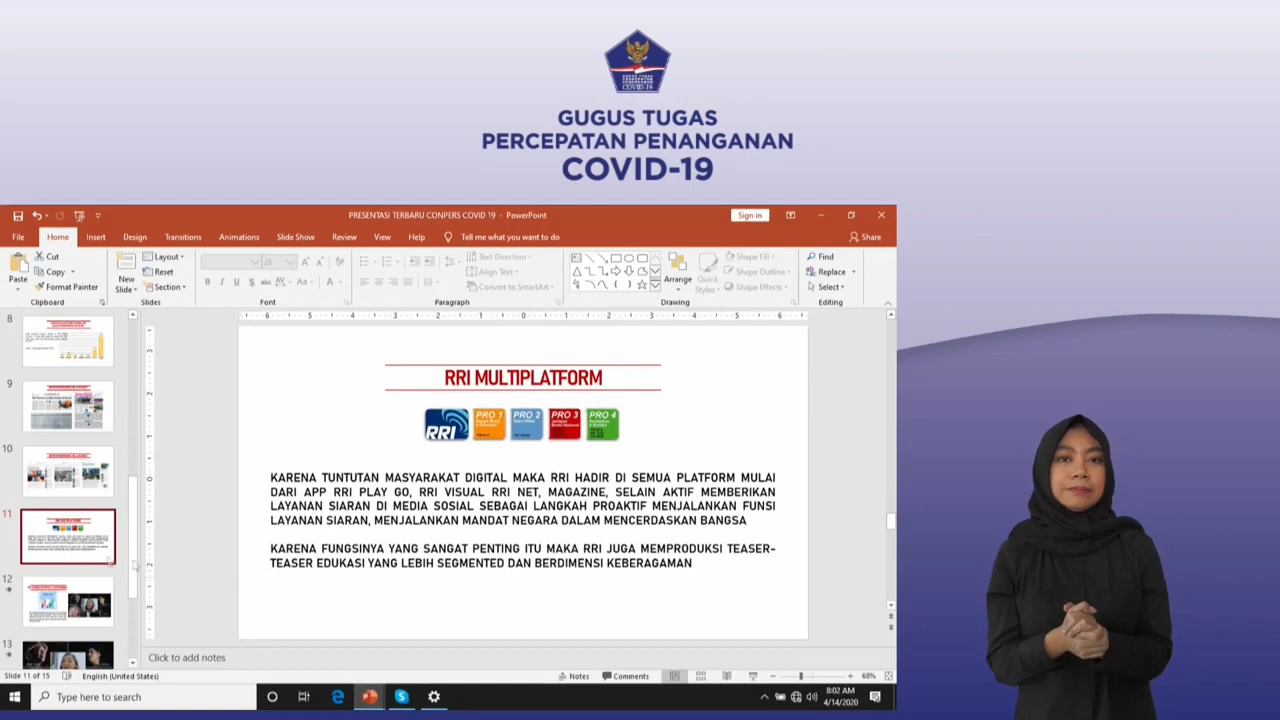 GUGUS TUGAS
PERCEPATAN PENANGANAN
COVID-19
PRESENTASI TERBARU CONPERS COVID 19 - PowerPoint
Sign in
File Home Insert Design Transitions Animations Slide Show Review View Help Tell me what you want to do Share
Paste
Cut
Copy
Format Painter
Clipboard
New
Slide
Layout
Reset
Section
Slides
Font
Text Direction
Align Text
Convert to SmartArt
Paragraph
Arrange
Quick
Styles
Shape Fill
Shape Outline
Shape Effects
Drawing
Find
Replace
Select
Editing
8
9
10
11
12
13
RRI MULTIPLATFORM
RRI PRO 1 PRO 2 PRO 3 PRO 4
KARENA TUNTUTAN MASYARAKAT DIGITAL MAKA RRI HADIR DI SEMUA PLATFORM MULAI
DARI APP RRI PLAY GO, RRI VISUAL RRI NET, MAGAZINE, SELAIN AKTIF MEMBERIKAN
LAYANAN SIARAN DI MEDIA SOSIAL SEBAGAI LANGKAH PROAKTIF MENJALANKAN FUNSI
LAYANAN SIARAN, MENJALANKAN MANDAT NEGARA DALAM MENCERDASKAN BANGSA
KARENA FUNGSINYA YANG SANGAT PENTING ITU MAKA RRI JUGA MEMPRODUKSI TEASER-
TEASER EDUKASI YANG LEBIH SEGMENTED DAN BERDIMENSI KEBERAGAMAN
Click to add notes
Slide 11 of 15 English (United States) Notes Comments 68%
Type here to search
8:02 AM
4/14/2020